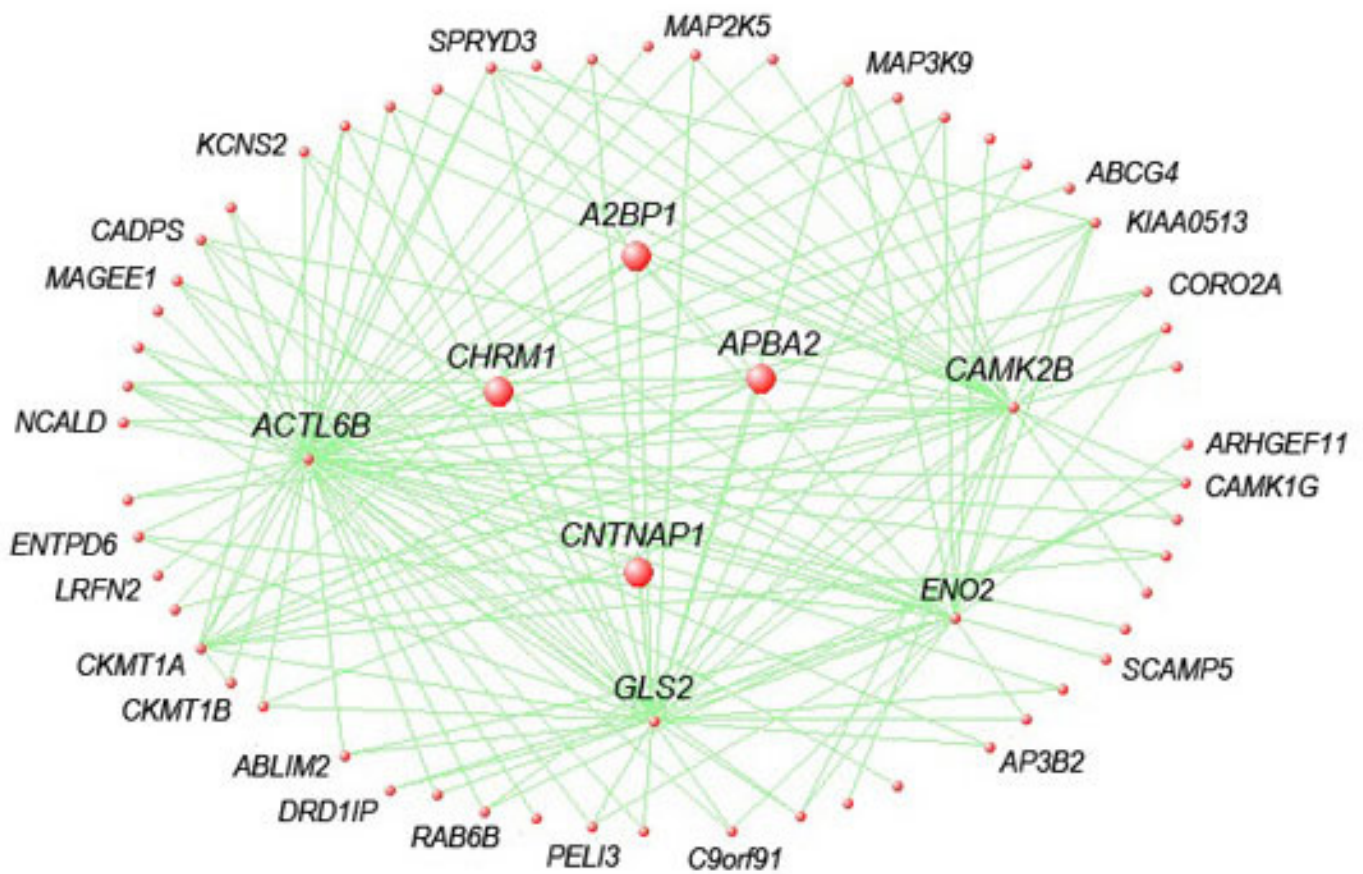 MAP2K5
SPRYD3
MAP3K9
KCNS2
ABCG4
A2BP1
KIAA0513
CADPS
MAGEE1
CORO2A
APBA2
CHRM1
CAMK2B
NCALD
ACTL6B
ARHGEF11
CAMK1G
CNTNAP1
ENTPD6
LRFN2
ENO2
CKMT1A
SCAMP5
GLS2
CKMT1B
ABLIM2
AP3B2
DRD1IP
RAB6B
PELI3
C9orf91